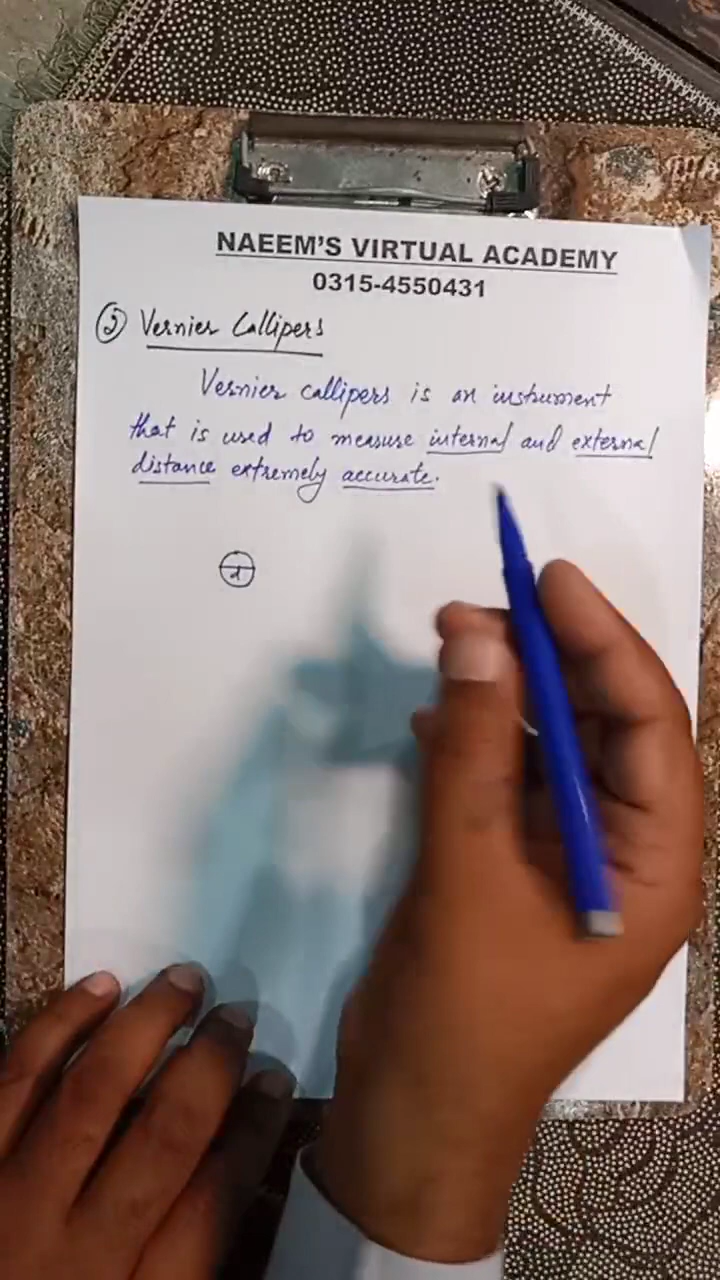 NAEEM'S VIRTUAL ACADEMY
0315-4550431
② Vernier Callipers
Vernier callipers is an instrument
that is used to measure internal and external
distance extremely accurate.
d